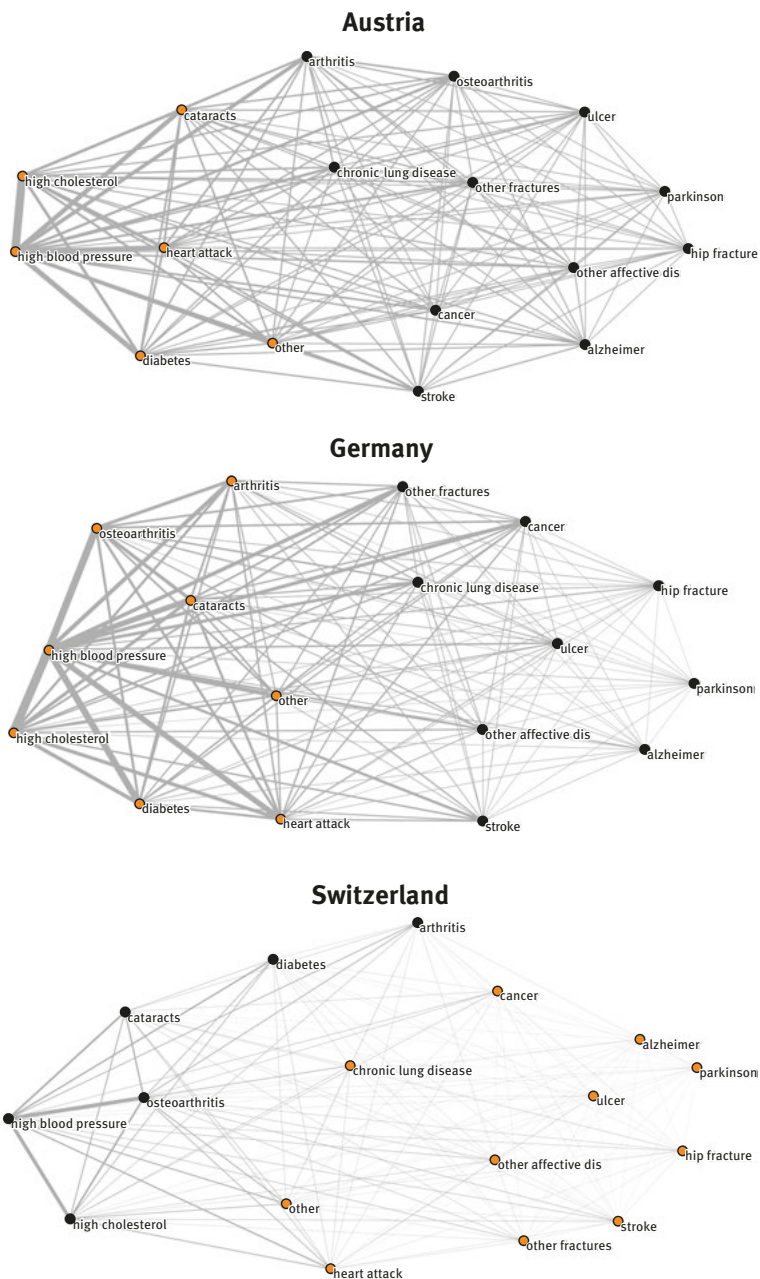 Austria
arthritis
osteoarthritis
cataracts
ulcer
chronic lung disease
high cholesterol
other fractures
parkinson
high blood pressure
heart attack
hip fracture
other affective dis
cancer
other
alzheimer
diabetes
stroke
Germany
arthritis
other fractures
osteoarthritis
cancer
chronic lung disease
hip fracture
cataracts
ulcer
high blood pressure
parkinson
other
other affective dis
high cholesterol
alzheimer
diabetes
heart attack
stroke
Switzerland
arthritis
diabetes
cancer
cataracts
alzheimer
chronic lung disease
parkinson
osteoarthritis
ulcer
high blood pressure
hip fracture
other affective dis
other
high cholesterol
stroke
other fractures
heart attack